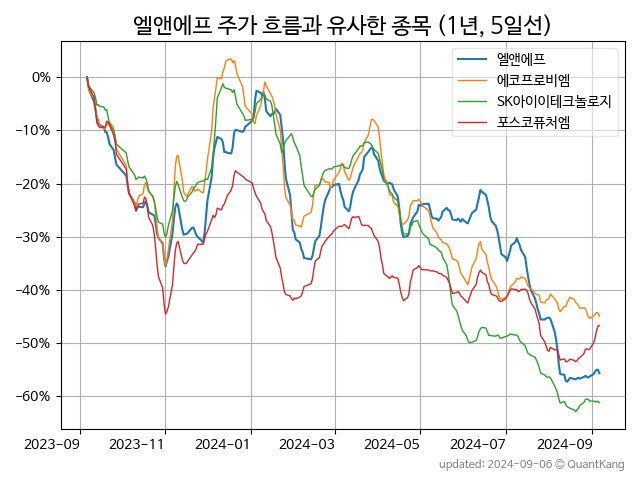 엘앤에프 주가 흐름과 유사한 종목 (1년, 5일선)
엘앤에프
에코프로비엠
SK아이이테크놀로지
포스코퓨처엠
0%
−10%
−20%
−30%
−40%
−50%
−60%
2023-09 2023-11 2024-01 2024-03 2024-05 2024-07 2024-09
updated: 2024-09-06 © QuantKang